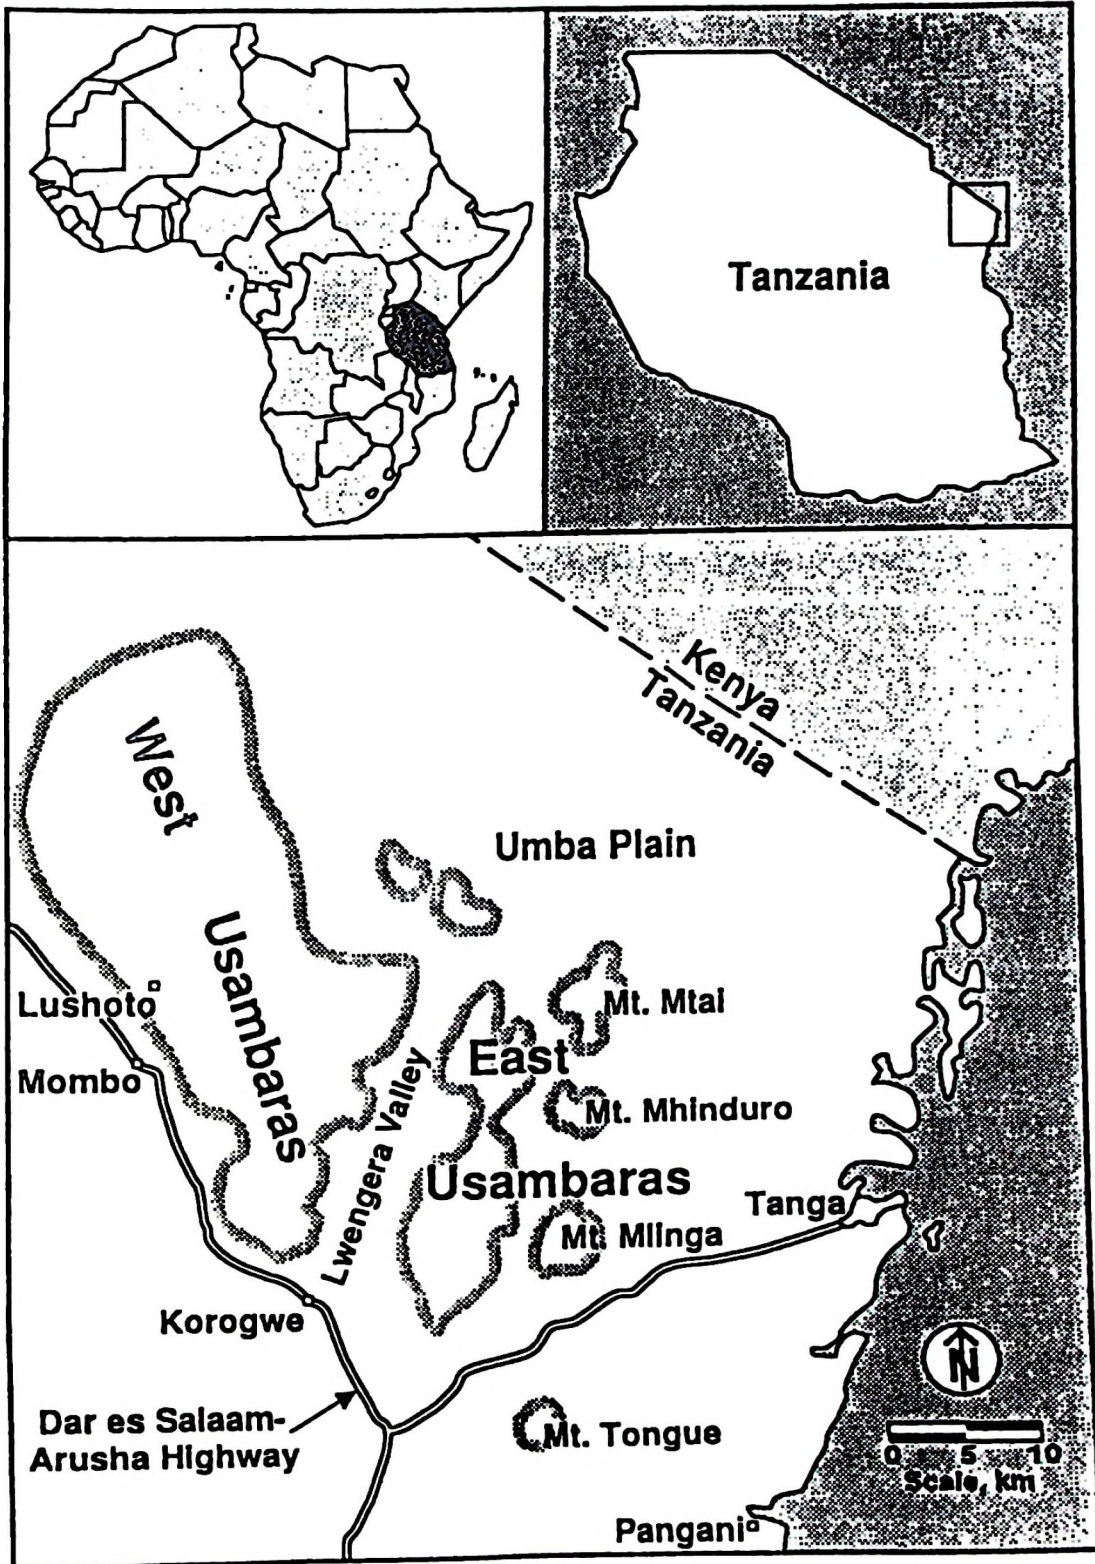 Tanzania
Kenya
Tanzania
West
Usambaras
Umba Plain
Lushoto
Mombo
Mt. Mtai
East
Lwengera Valley
Mt. Mhinduro
Usambaras
Tanga
Mt. Mlinga
Korogwe
N
Dar es Salaam-
Arusha Highway
Mt. Tongue
0 5 10
Scale, km
Pangani